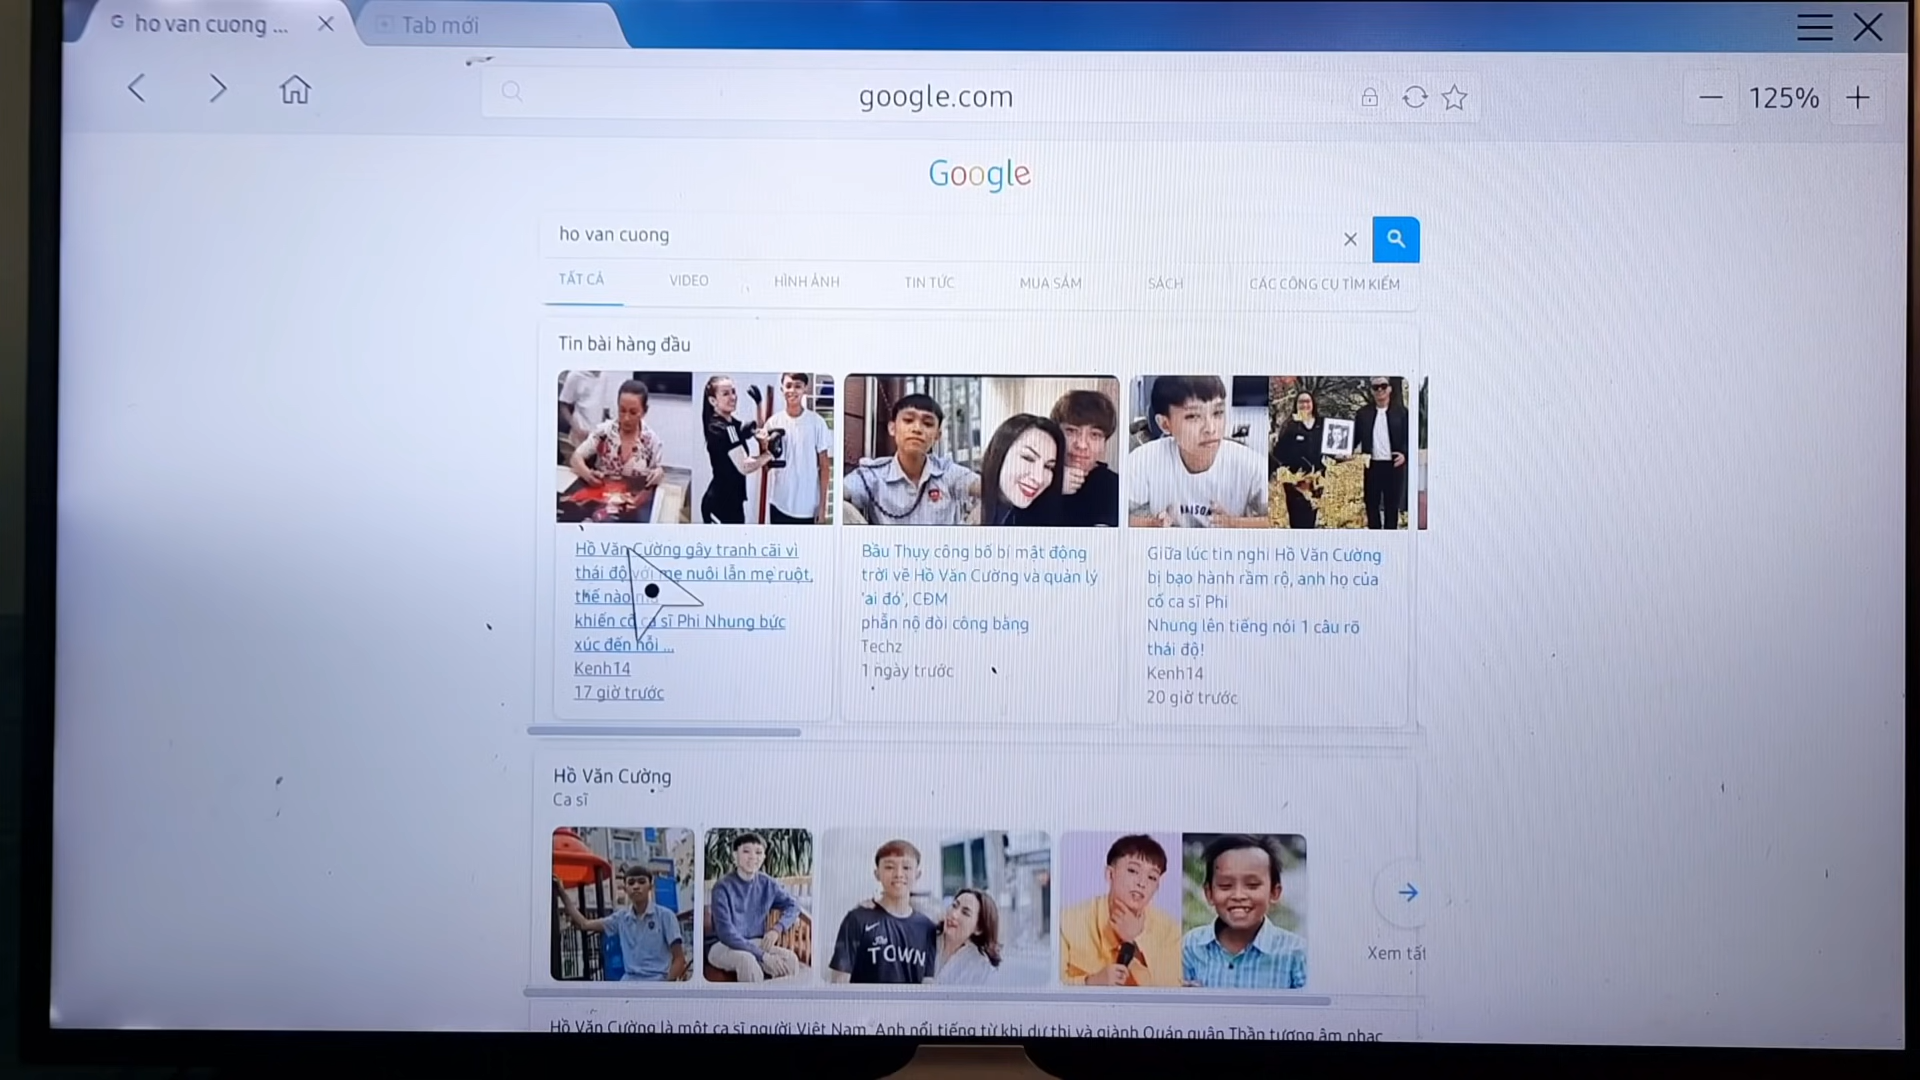 G ho van cuong ...
Tab mới
google.com
125%
Google
ho van cuong
TẤT CẢ VIDEO HÌNH ẢNH TIN TỨC MUA SẮM SÁCH CÁC CÔNG CỤ TÌM KIẾM
Tin bài hàng đầu
Hồ Văn Cường gây tranh cãi vì
thái độ với mẹ nuôi lẫn mẹ ruột,
thế nào
khiến cố ca sĩ Phi Nhung bức
xúc đến nỗi ...
Kenh14
17 giờ trước
Bầu Thụy công bố bí mật động
trời về Hồ Văn Cường và quản lý
'ai đó', CĐM
phẫn nộ đòi công bằng
Techz
1 ngày trước
Giữa lúc tin nghi Hồ Văn Cường
bị bạo hành rầm rộ, anh họ của
cố ca sĩ Phi
Nhung lên tiếng nói 1 câu rõ
thái độ!
Kenh14
20 giờ trước
Hồ Văn Cường
Ca sĩ
TOWN
Xem tất
Hồ Văn Cường là một ca sĩ người Việt Nam. Anh nổi tiếng từ khi dự thi và giành Quán quân Thần tượng âm nhạc